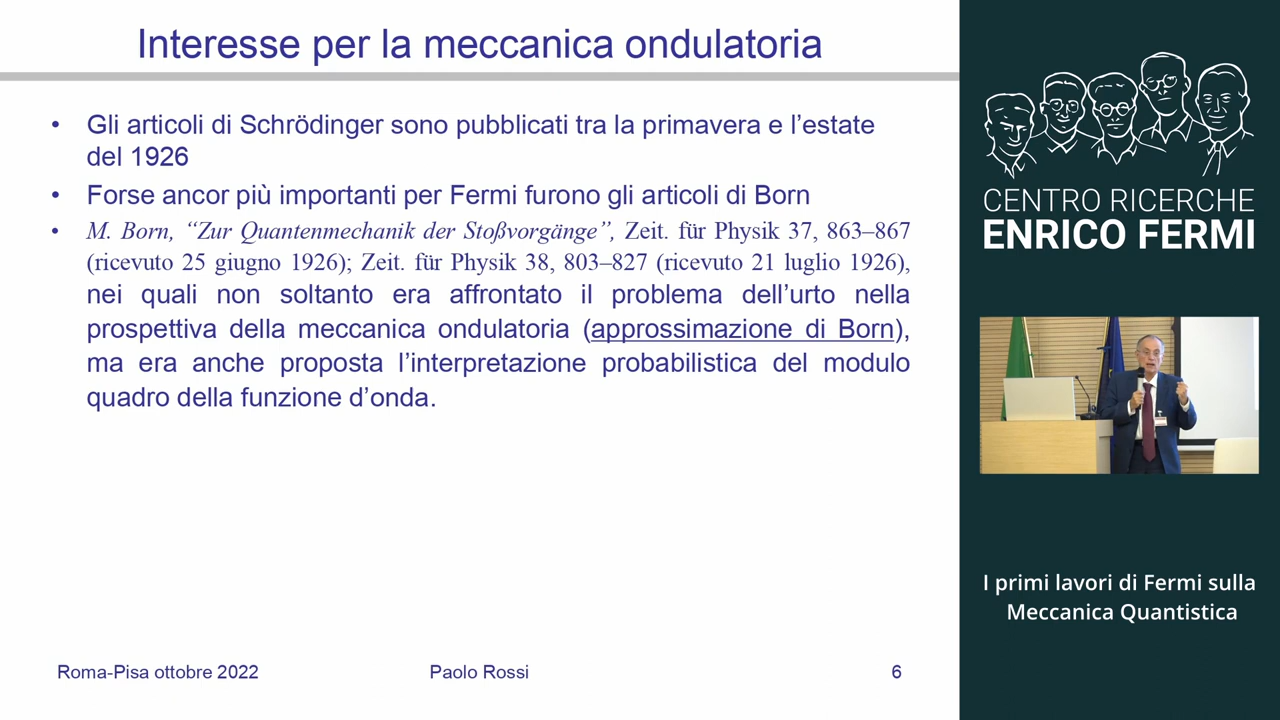 Interesse per la meccanica ondulatoria
• Gli articoli di Schrödinger sono pubblicati tra la primavera e l’estate
del 1926
• Forse ancor più importanti per Fermi furono gli articoli di Born
• M. Born, “Zur Quantenmechanik der Stoßvorgänge”, Zeit. für Physik 37, 863–867
(ricevuto 25 giugno 1926); Zeit. für Physik 38, 803–827 (ricevuto 21 luglio 1926),
nei quali non soltanto era affrontato il problema dell’urto nella
prospettiva della meccanica ondulatoria (approssimazione di Born),
ma era anche proposta l’interpretazione probabilistica del modulo
quadro della funzione d’onda.
Roma-Pisa ottobre 2022
Paolo Rossi
6
CENTRO RICERCHE
ENRICO FERMI
I primi lavori di Fermi sulla
Meccanica Quantistica